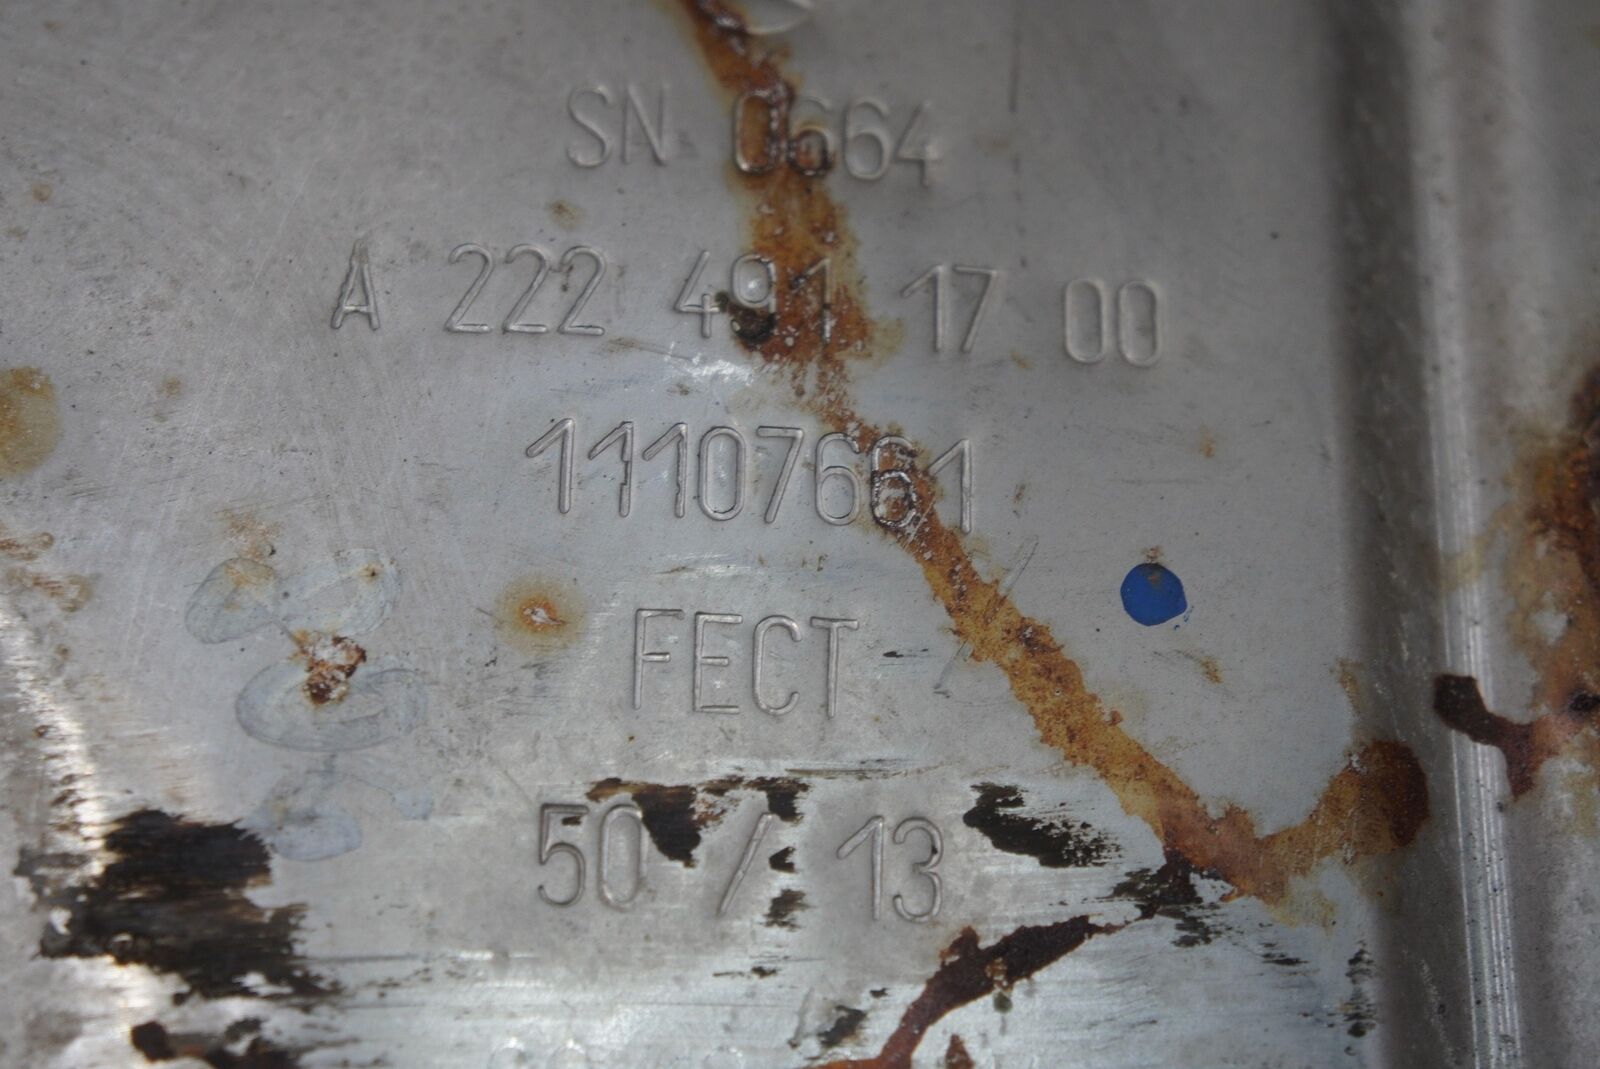 SN 0664
A 222 491 17 00
11107661
FECT
50 / 13